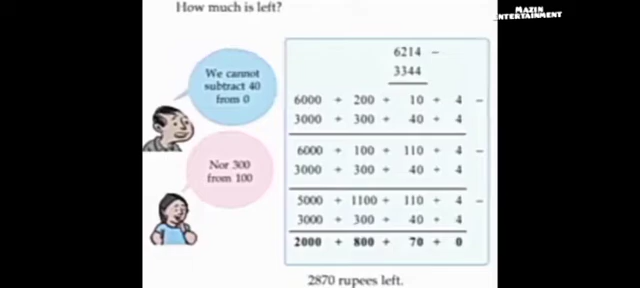 How much is left?
MAZIN
ENTERTAINMENT
We cannot
subtract 40
from 0
Nor 300
from 100
6214 −
3344
6000 + 200 + 10 + 4 −
3000 + 300 + 40 + 4
6000 + 100 + 110 + 4 −
3000 + 300 + 40 + 4
5000 + 1100 + 110 + 4 −
3000 + 300 + 40 + 4
2000 + 800 + 70 + 0
2870 rupees left.